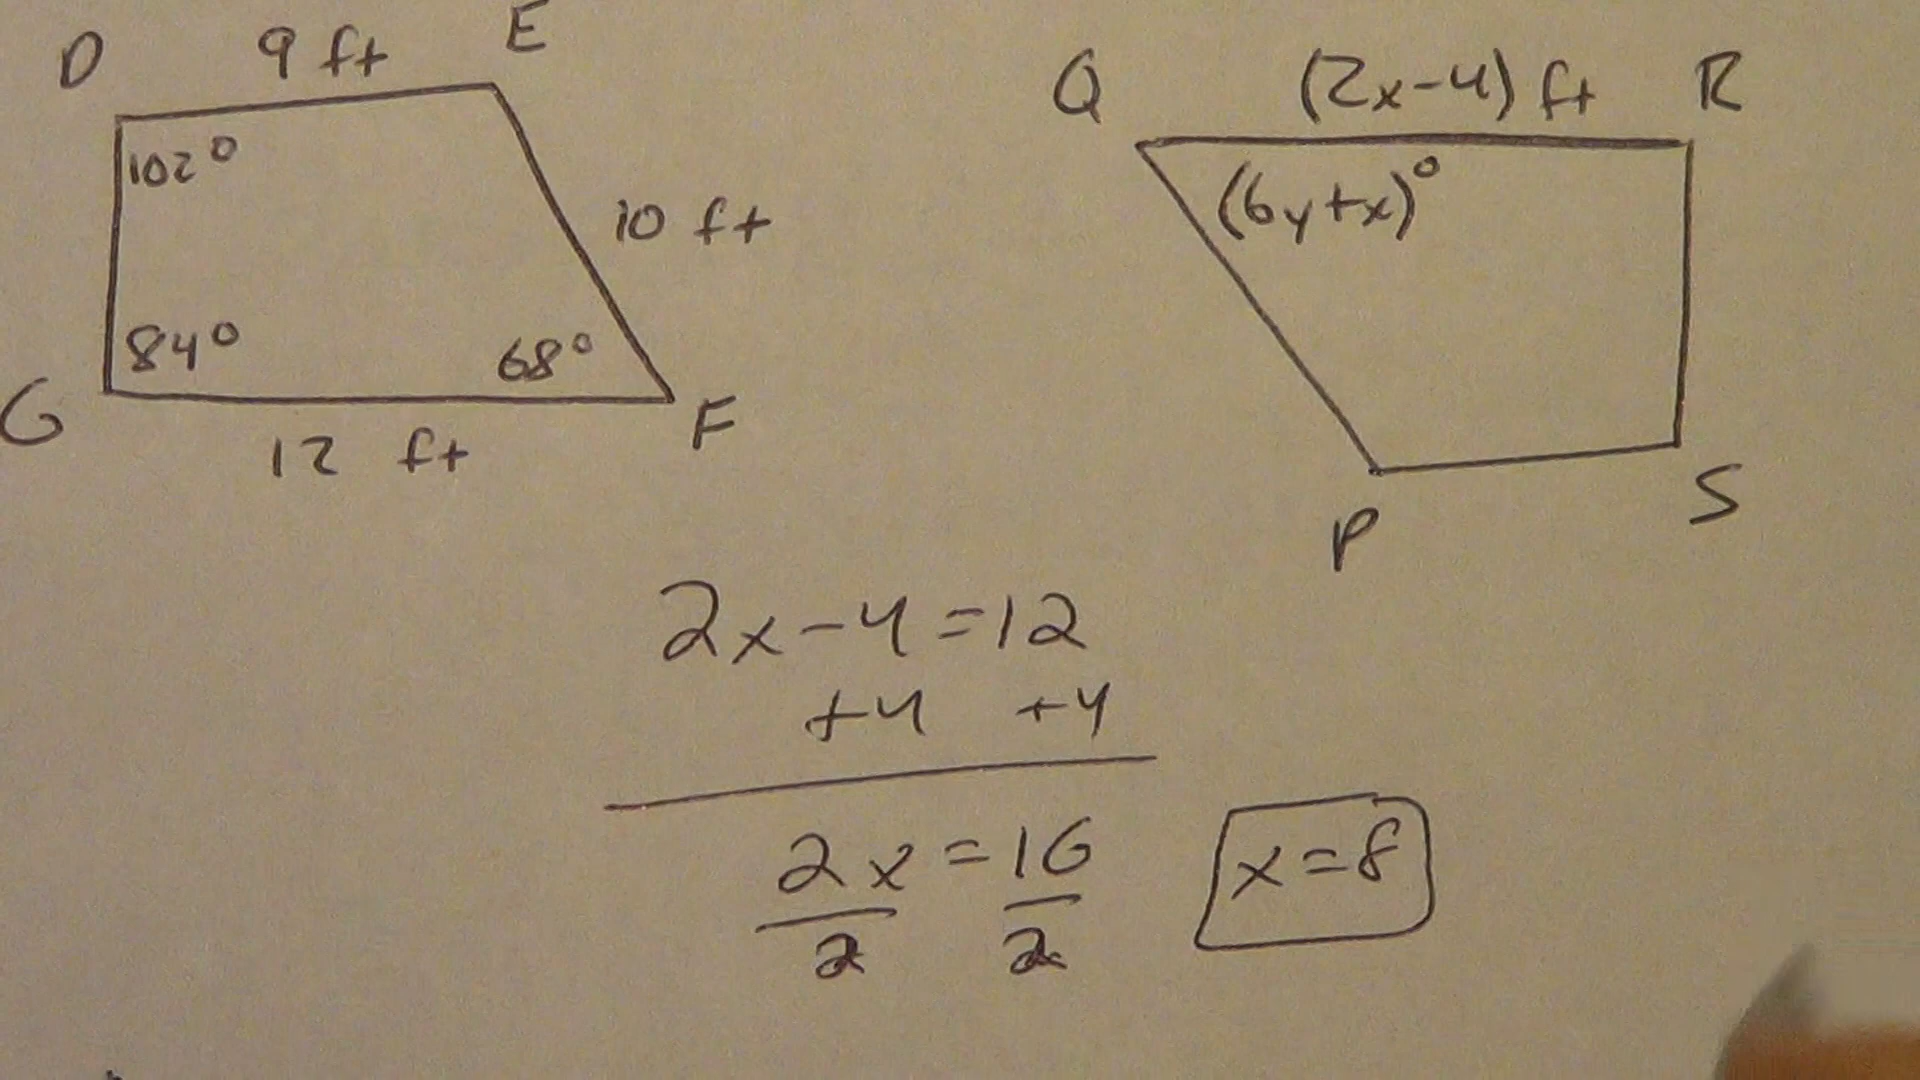 D 9 ft E
Q (2x-4) ft R
102°
(6y+x)°
10 ft
84° 68°
G 12 ft F
P S
2x-4=12
+4 +4
2x=16
2 2
x=8